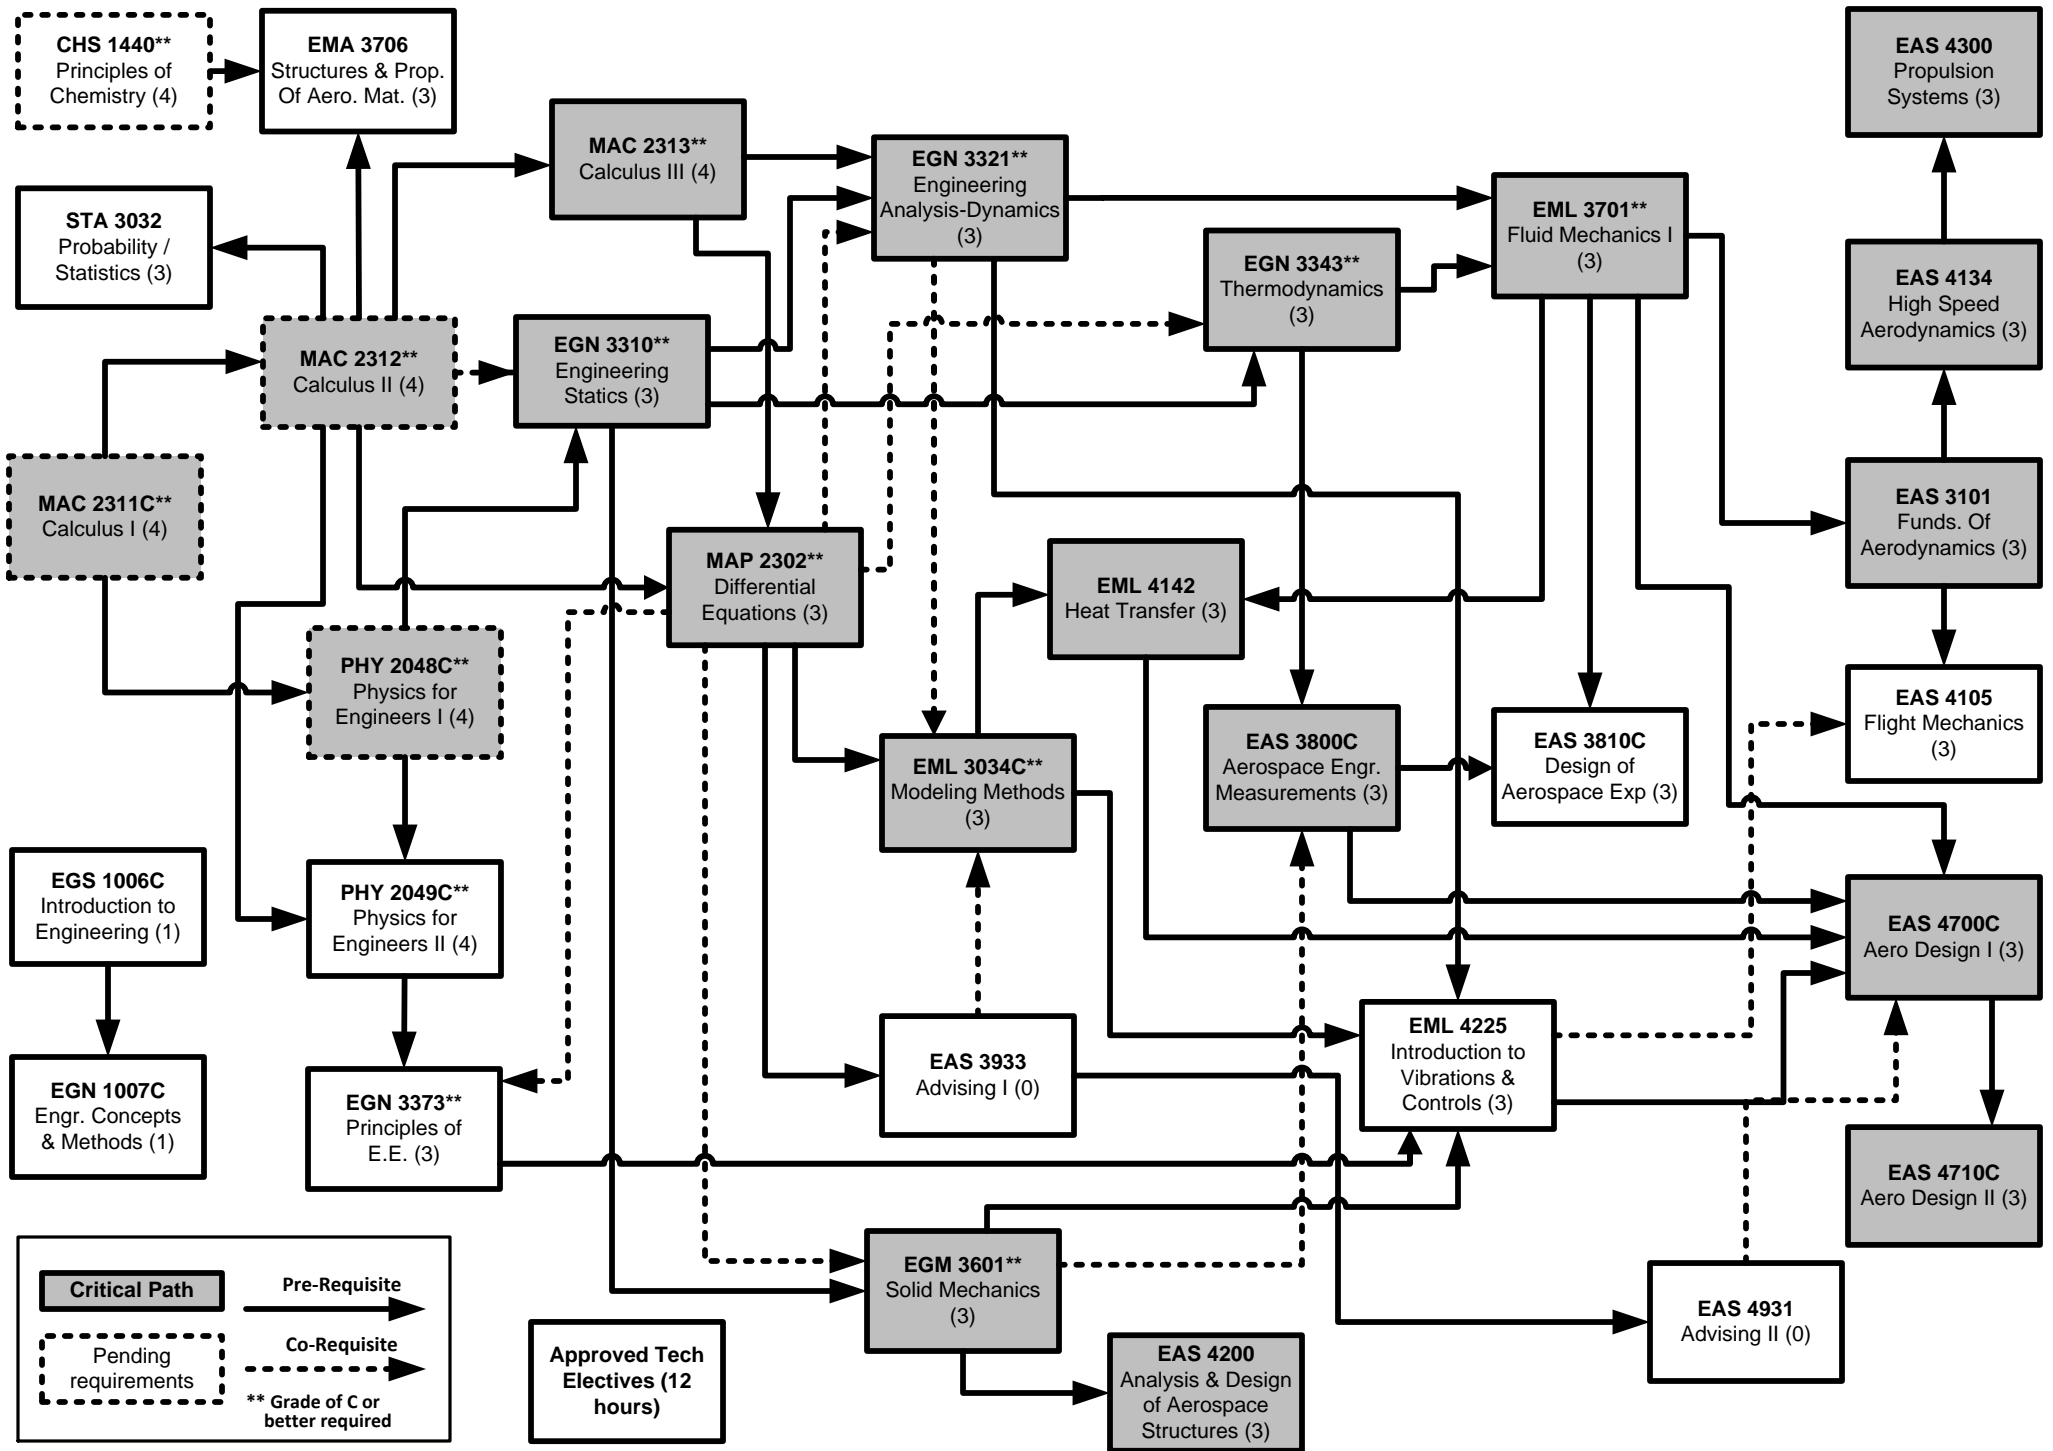 CHS 1440**
Principles of
Chemistry (4)
EMA 3706
Structures & Prop.
Of Aero. Mat. (3)
EAS 4300
Propulsion
Systems (3)
MAC 2313**
Calculus III (4)
EGN 3321**
Engineering
Analysis-Dynamics
(3)
STA 3032
Probability /
Statistics (3)
EML 3701**
Fluid Mechanics I
(3)
EGN 3343**
Thermodynamics
(3)
EAS 4134
High Speed
Aerodynamics (3)
MAC 2312**
Calculus II (4)
EGN 3310**
Engineering
Statics (3)
MAC 2311C**
Calculus I (4)
EAS 3101
Funds. Of
Aerodynamics (3)
MAP 2302**
Differential
Equations (3)
EML 4142
Heat Transfer (3)
PHY 2048C**
Physics for
Engineers I (4)
EAS 4105
Flight Mechanics
(3)
EML 3034C**
Modeling Methods
(3)
EAS 3800C
Aerospace Engr.
Measurements (3)
EAS 3810C
Design of
Aerospace Exp (3)
EGS 1006C
Introduction to
Engineering (1)
PHY 2049C**
Physics for
Engineers II (4)
EAS 4700C
Aero Design I (3)
EGN 1007C
Engr. Concepts
& Methods (1)
EGN 3373**
Principles of
E.E. (3)
EAS 3933
Advising I (0)
EML 4225
Introduction to
Vibrations &
Controls (3)
EAS 4710C
Aero Design II (3)
EGM 3601**
Solid Mechanics
(3)
EAS 4931
Advising II (0)
Critical Path
Pre-Requisite
Pending
requirements
Co-Requisite
** Grade of C or
better required
Approved Tech
Electives (12
hours)
EAS 4200
Analysis & Design
of Aerospace
Structures (3)